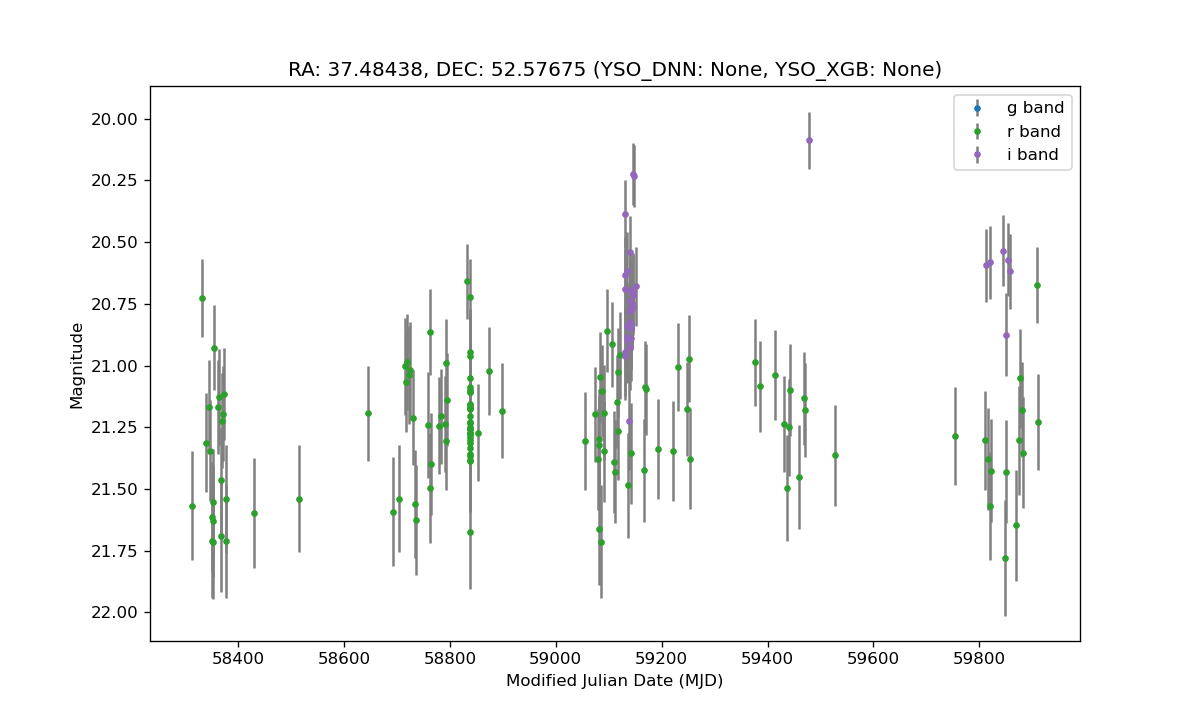 RA: 37.48438, DEC: 52.57675 (YSO_DNN: None, YSO_XGB: None)
g band
r band
i band
20.00
20.25
20.50
20.75
21.00
21.25
21.50
21.75
22.00
Magnitude
58400 58600 58800 59000 59200 59400 59600 59800
Modified Julian Date (MJD)